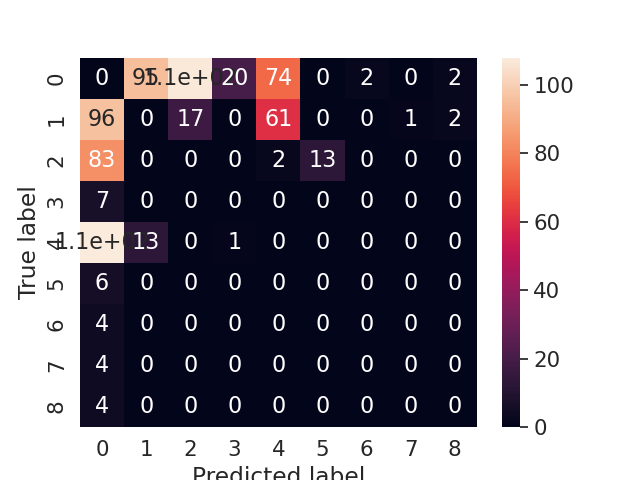 0 0 95 1.1e+02 20 74 0 2 0 2
1 96 0 17 0 61 0 0 1 2
2 83 0 0 0 2 13 0 0 0
3 7 0 0 0 0 0 0 0 0
4 1.1e+02 13 0 1 0 0 0 0 0
5 6 0 0 0 0 0 0 0 0
6 4 0 0 0 0 0 0 0 0
7 4 0 0 0 0 0 0 0 0
8 4 0 0 0 0 0 0 0 0
0 1 2 3 4 5 6 7 8
Predicted label
True label
100
80
60
40
20
0